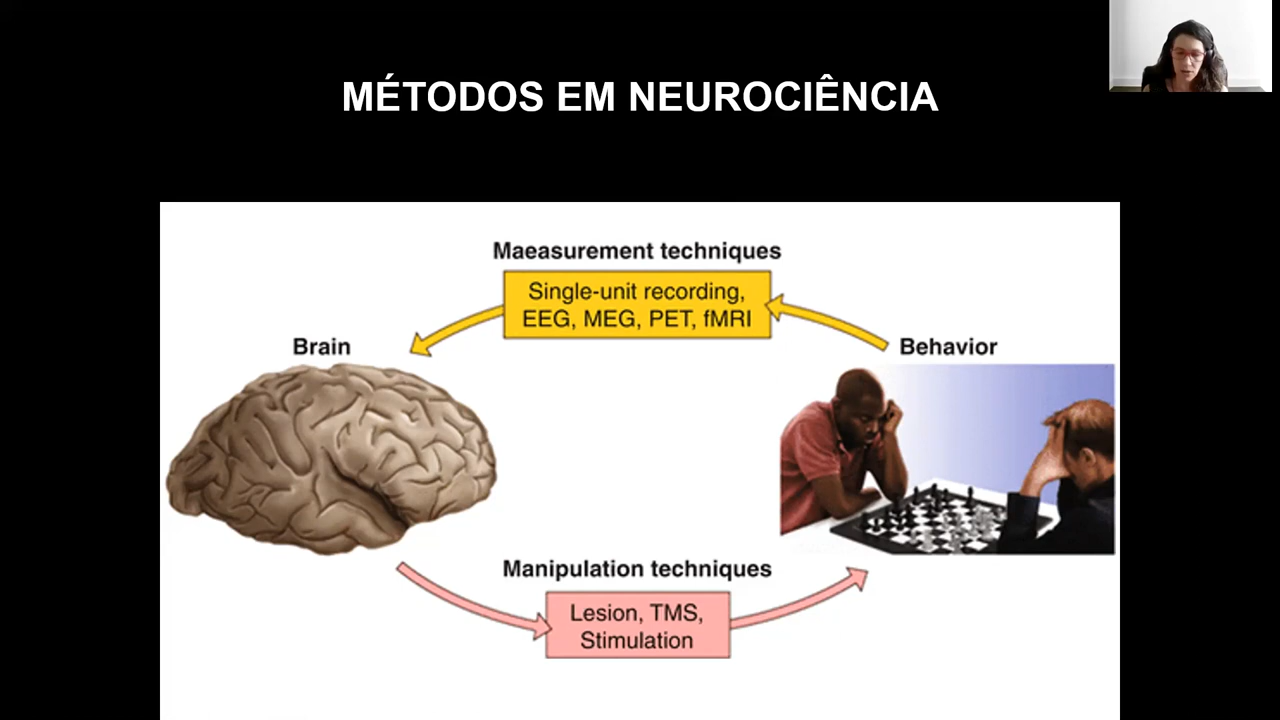 MÉTODOS EM NEUROCIÊNCIA
Maeasurement techniques
Single-unit recording,
EEG, MEG, PET, fMRI
Brain
Behavior
Manipulation techniques
Lesion, TMS,
Stimulation